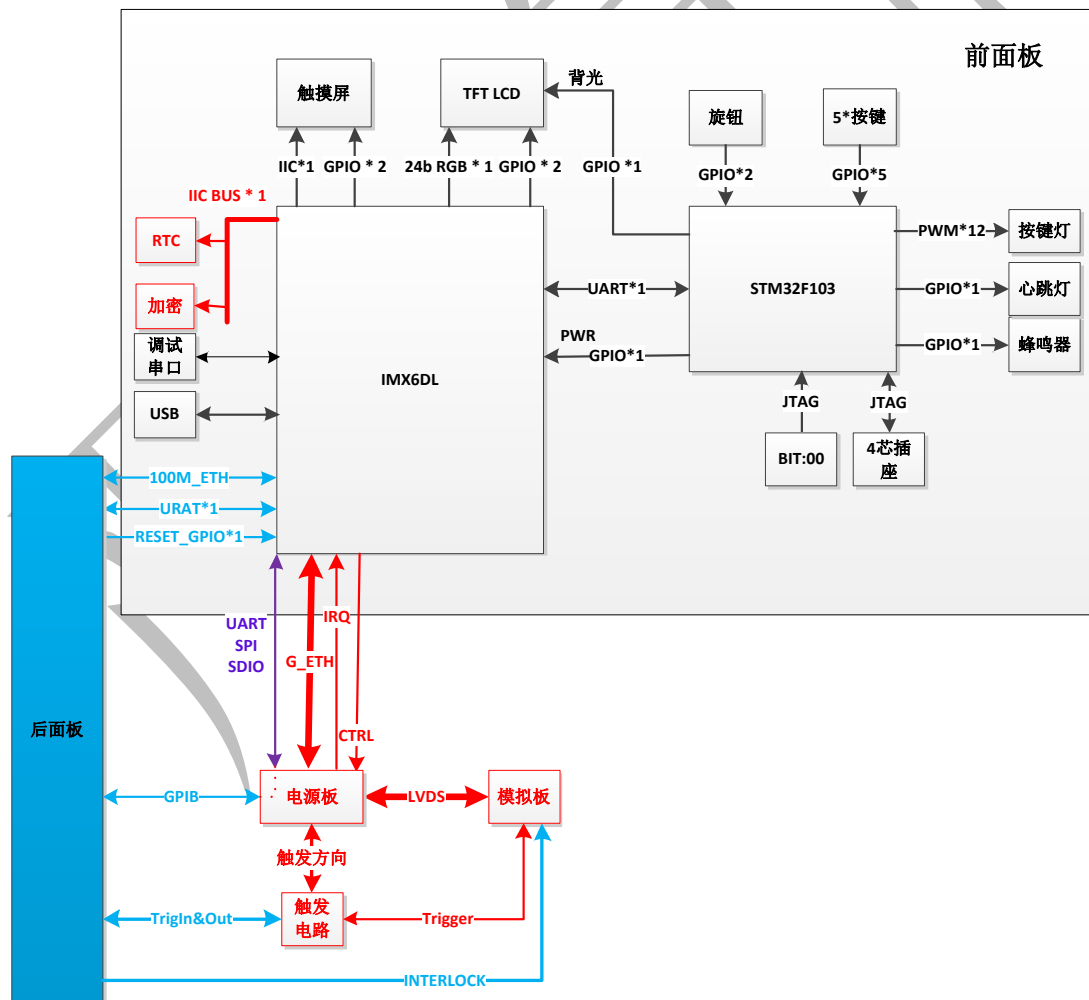 前面板
触摸屏
TFT LCD
背光
旋钮
5*按键
IIC*1
GPIO * 2
24b RGB * 1
GPIO * 2
GPIO *1
GPIO*2
GPIO*5
IIC BUS * 1
RTC
加密
调试
串口
USB
IMX6DL
UART*1
PWR
GPIO*1
STM32F103
PWM*12
按键灯
GPIO*1
心跳灯
GPIO*1
蜂鸣器
JTAG
JTAG
BIT:00
4芯插
座
100M_ETH
URAT*1
RESET_GPIO*1
UART
SPI
SDIO
G_ETH
IRQ
CTRL
后面板
GPIB
电源板
LVDS
模拟板
触发方向
TrigIn&Out
触发
电路
Trigger
INTERLOCK